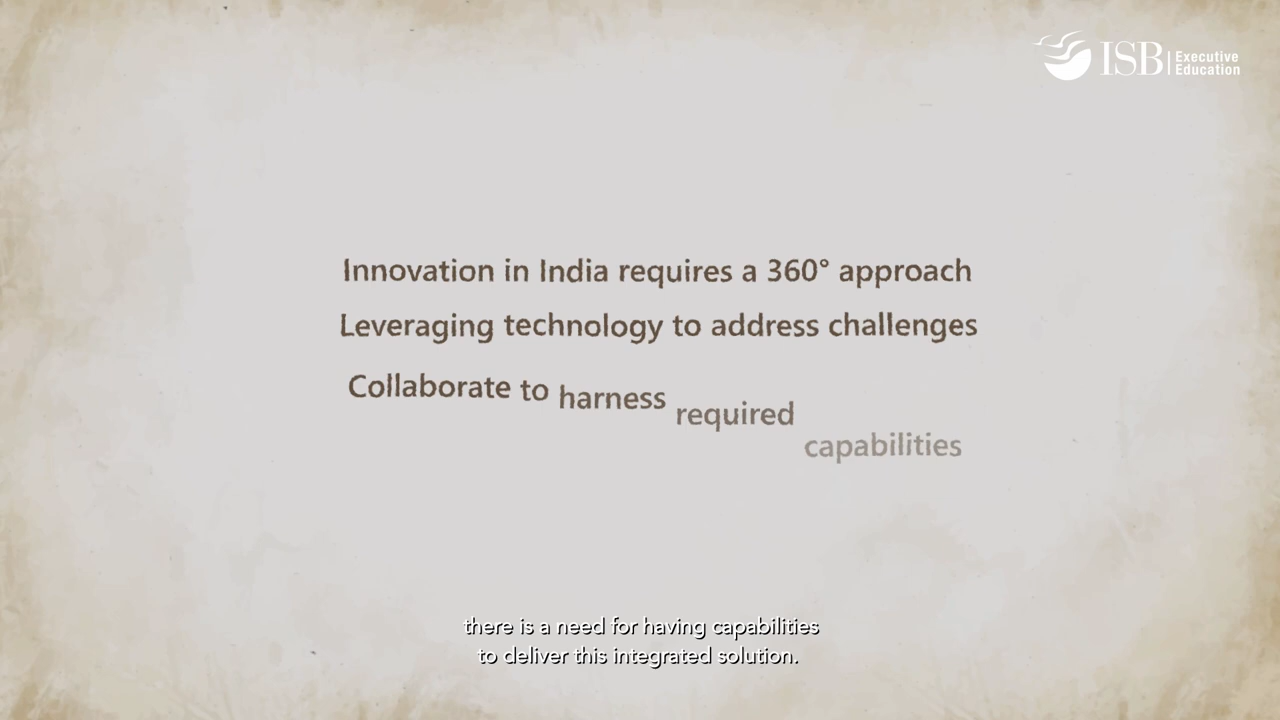 ISB | Executive Education
Innovation in India requires a 360° approach
Leveraging technology to address challenges
Collaborate to harness required capabilities
there is a need for having capabilities
to deliver this integrated solution.